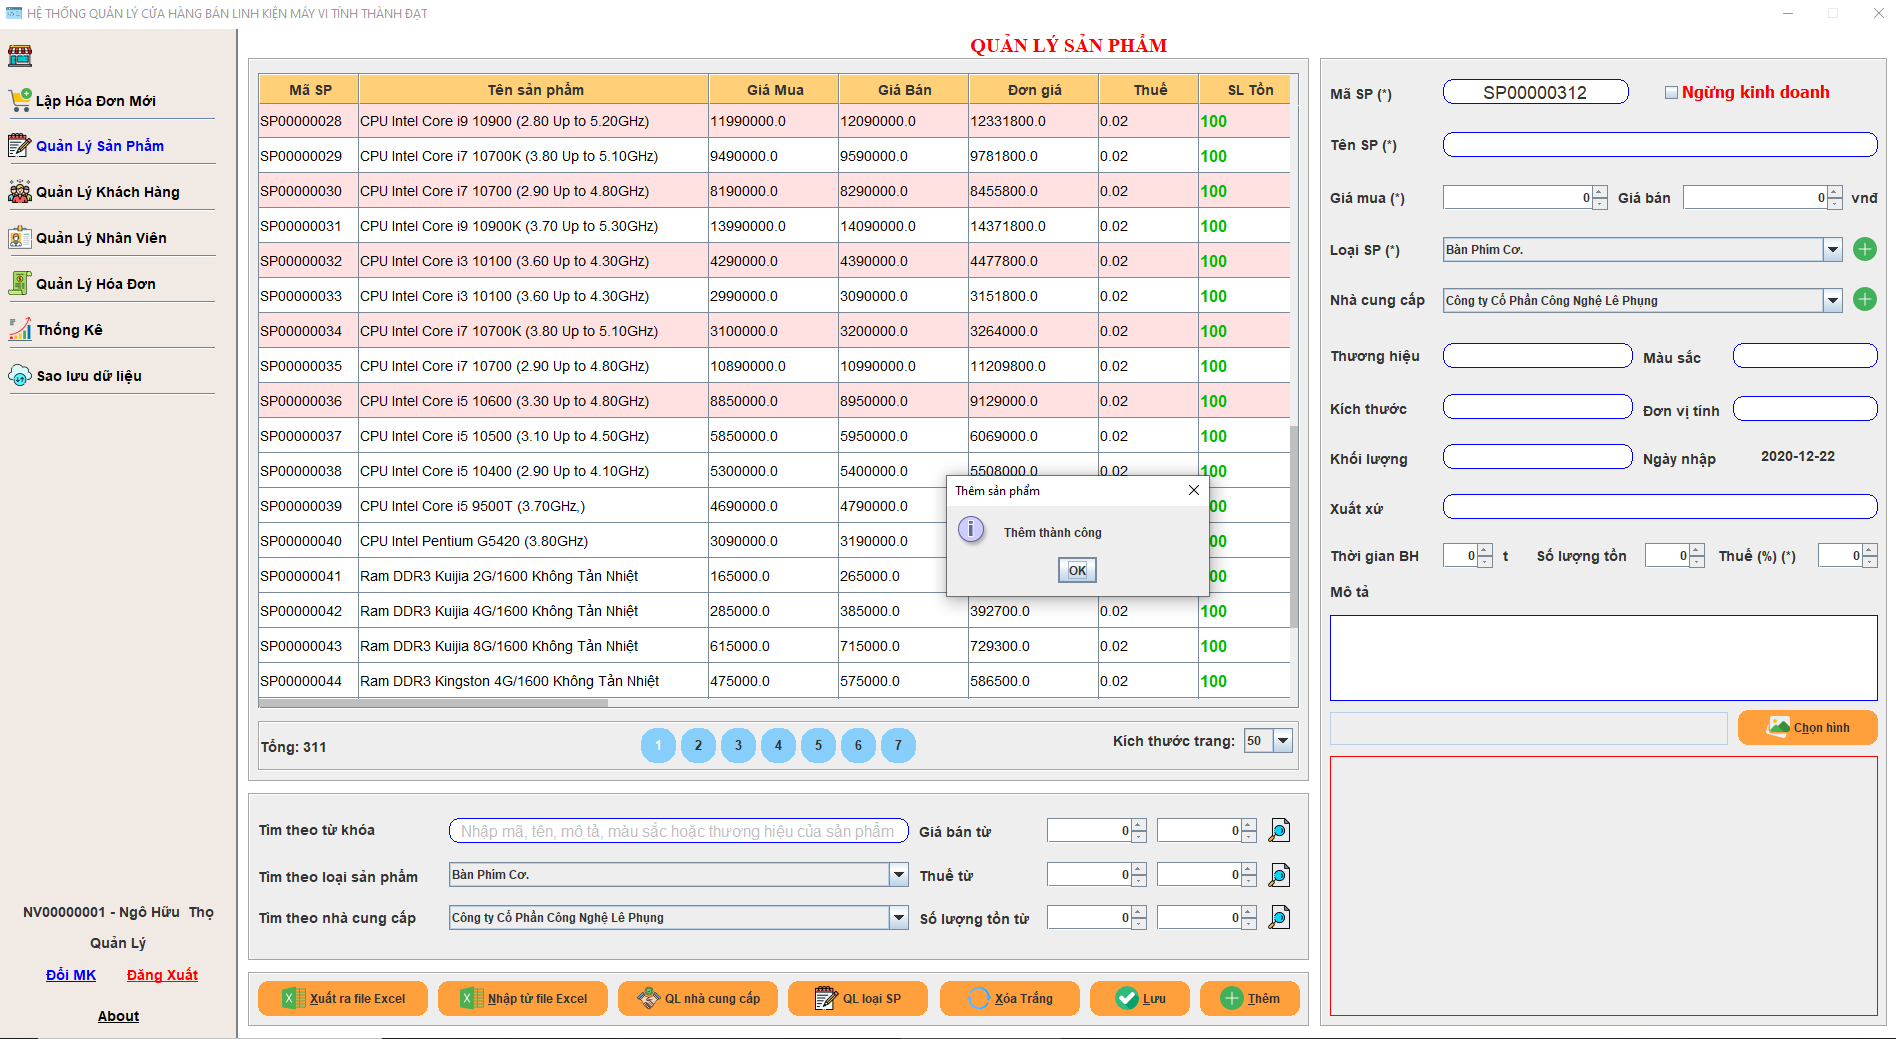 HỆ THỐNG QUẢN LÝ CỬA HÀNG BÁN LINH KIỆN MÁY VI TÍNH THÀNH ĐẠT
Lập Hóa Đơn Mới
Quản Lý Sản Phẩm
Quản Lý Khách Hàng
Quản Lý Nhân Viên
Quản Lý Hóa Đơn
Thống Kê
Sao lưu dữ liệu
NV00000001 - Ngô Hữu Thọ
Quản Lý
Đổi MK Đăng Xuất
About
QUẢN LÝ SẢN PHẨM
Mã SP Tên sản phẩm Giá Mua Giá Bán Đơn giá Thuế SL Tồn
SP00000028 CPU Intel Core i9 10900 (2.80 Up to 5.20GHz) 11990000.0 12090000.0 12331800.0 0.02 100
SP00000029 CPU Intel Core i7 10700K (3.80 Up to 5.10GHz) 9490000.0 9590000.0 9781800.0 0.02 100
SP00000030 CPU Intel Core i7 10700 (2.90 Up to 4.80GHz) 8190000.0 8290000.0 8455800.0 0.02 100
SP00000031 CPU Intel Core i9 10900K (3.70 Up to 5.30GHz) 13990000.0 14090000.0 14371800.0 0.02 100
SP00000032 CPU Intel Core i3 10100 (3.60 Up to 4.30GHz) 4290000.0 4390000.0 4477800.0 0.02 100
SP00000033 CPU Intel Core i3 10100 (3.60 Up to 4.30GHz) 2990000.0 3090000.0 3151800.0 0.02 100
SP00000034 CPU Intel Core i7 10700K (3.80 Up to 5.10GHz) 3100000.0 3200000.0 3264000.0 0.02 100
SP00000035 CPU Intel Core i7 10700 (2.90 Up to 4.80GHz) 10890000.0 10990000.0 11209800.0 0.02 100
SP00000036 CPU Intel Core i5 10600 (3.30 Up to 4.80GHz) 8850000.0 8950000.0 9129000.0 0.02 100
SP00000037 CPU Intel Core i5 10500 (3.10 Up to 4.50GHz) 5850000.0 5950000.0 6069000.0 0.02 100
SP00000038 CPU Intel Core i5 10400 (2.90 Up to 4.10GHz) 5300000.0 5400000.0 5508000.0 0.02 100
SP00000039 CPU Intel Core i5 9500T (3.70GHz,) 4690000.0 4790000.0 00
SP00000040 CPU Intel Pentium G5420 (3.80GHz) 3090000.0 3190000.0 00
SP00000041 Ram DDR3 Kuijia 2G/1600 Không Tản Nhiệt 165000.0 265000.0 00
SP00000042 Ram DDR3 Kuijia 4G/1600 Không Tản Nhiệt 285000.0 385000.0 392700.0 0.02 100
SP00000043 Ram DDR3 Kuijia 8G/1600 Không Tản Nhiệt 615000.0 715000.0 729300.0 0.02 100
SP00000044 Ram DDR3 Kingston 4G/1600 Không Tản Nhiệt 475000.0 575000.0 586500.0 0.02 100
Thêm sản phẩm
Thêm thành công
OK
Tổng: 311 1 2 3 4 5 6 7 Kích thước trang: 50
Tìm theo từ khóa Nhập mã, tên, mô tả, màu sắc hoặc thương hiệu của sản phẩm Giá bán từ 0 0
Tìm theo loại sản phẩm Bàn Phím Cơ. Thuế từ 0 0
Tìm theo nhà cung cấp Công ty Cổ Phần Công Nghệ Lê Phụng Số lượng tồn từ 0 0
Xuất ra file Excel Nhập từ file Excel QL nhà cung cấp QL loại SP Xóa Trắng Lưu Thêm
Mã SP (*) SP00000312 Ngừng kinh doanh
Tên SP (*)
Giá mua (*) 0 Giá bán 0 vnđ
Loại SP (*) Bàn Phím Cơ.
Nhà cung cấp Công ty Cổ Phần Công Nghệ Lê Phụng
Thương hiệu Màu sắc
Kích thước Đơn vị tính
Khối lượng Ngày nhập 2020-12-22
Xuất xứ
Thời gian BH 0 t Số lượng tồn 0 Thuế (%) (*) 0
Mô tả
Chọn hình